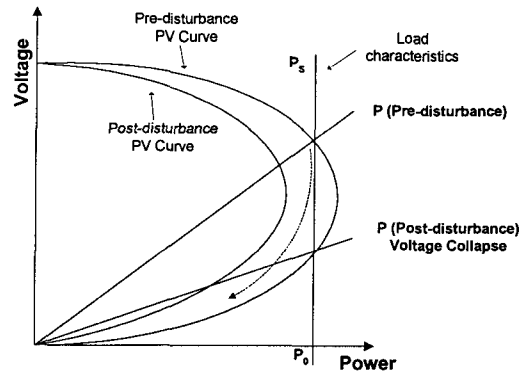 Pre-disturbance
PV Curve
Load
characteristics
Ps
Voltage
P (Pre-disturbance)
Post-disturbance
PV Curve
P (Post-disturbance)
Voltage Collapse
Po
Power